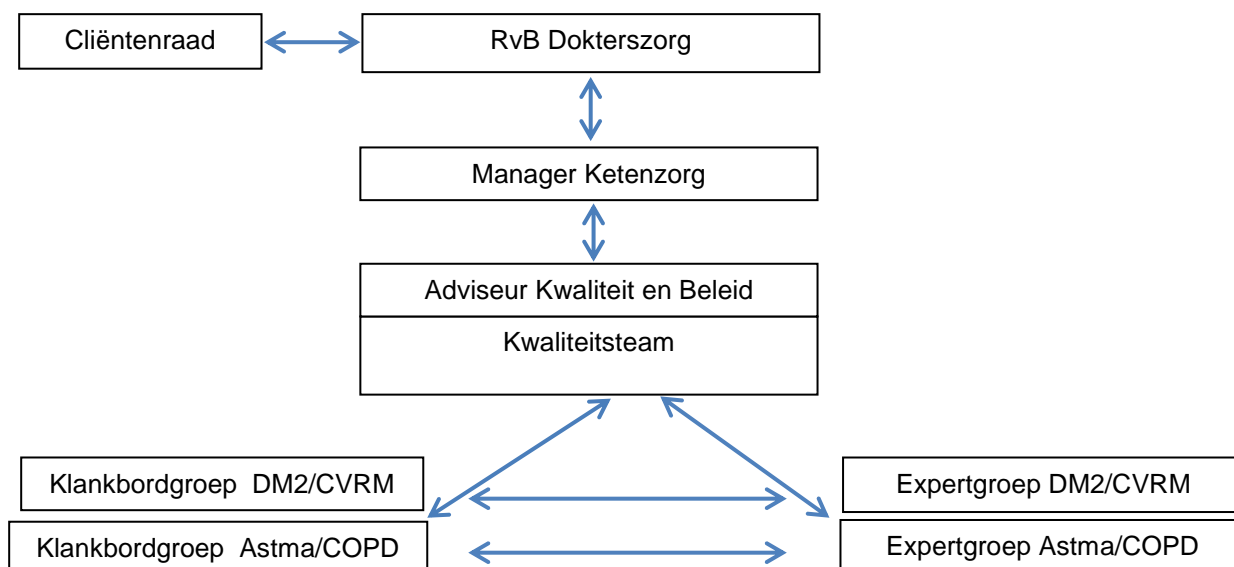 Cliëntenraad
RvB Dokterszorg
Manager Ketenzorg
Adviseur Kwaliteit en Beleid
Kwaliteitsteam
Klankbordgroep DM2/CVRM
Expertgroep DM2/CVRM
Klankbordgroep Astma/COPD
Expertgroep Astma/COPD